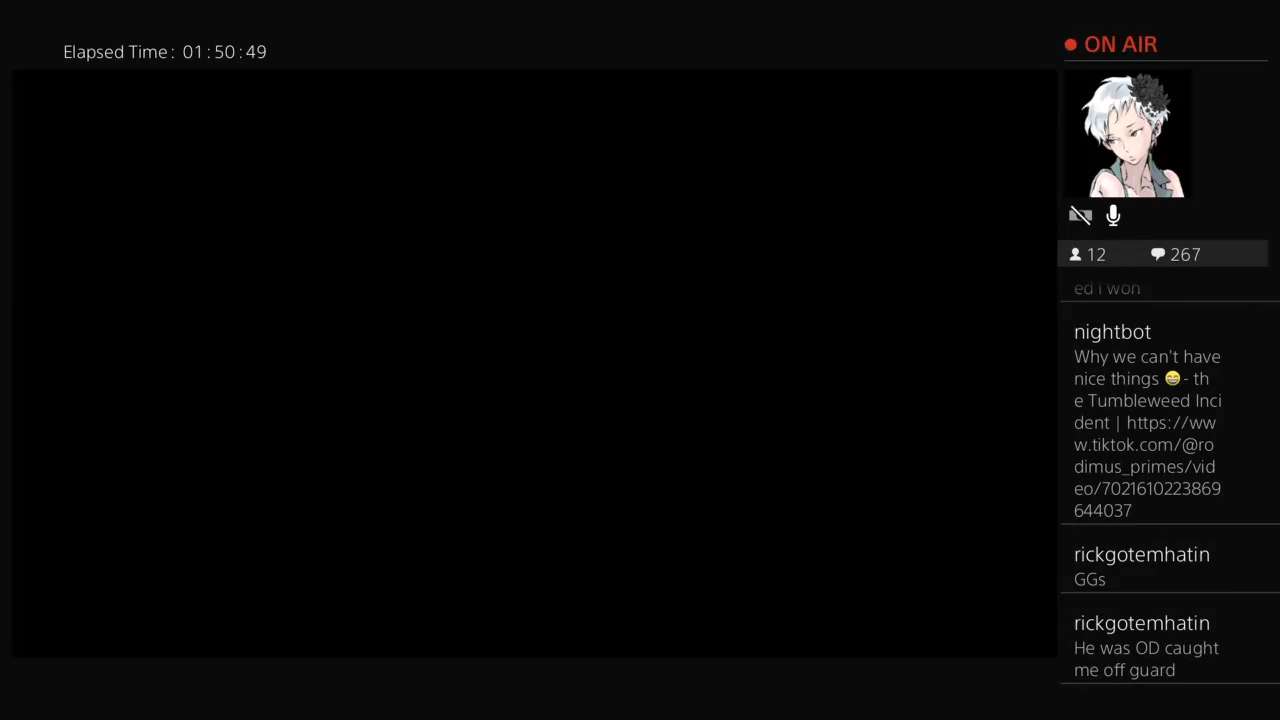 Elapsed Time: 01:50:49
ON AIR
12 267
ed i won
nightbot
Why we can't have
nice things 😁- th
e Tumbleweed Inci
dent | https://ww
w.tiktok.com/@ro
dimus_primes/vid
eo/7021610223869
644037
rickgotemhatin
GGs
rickgotemhatin
He was OD caught
me off guard